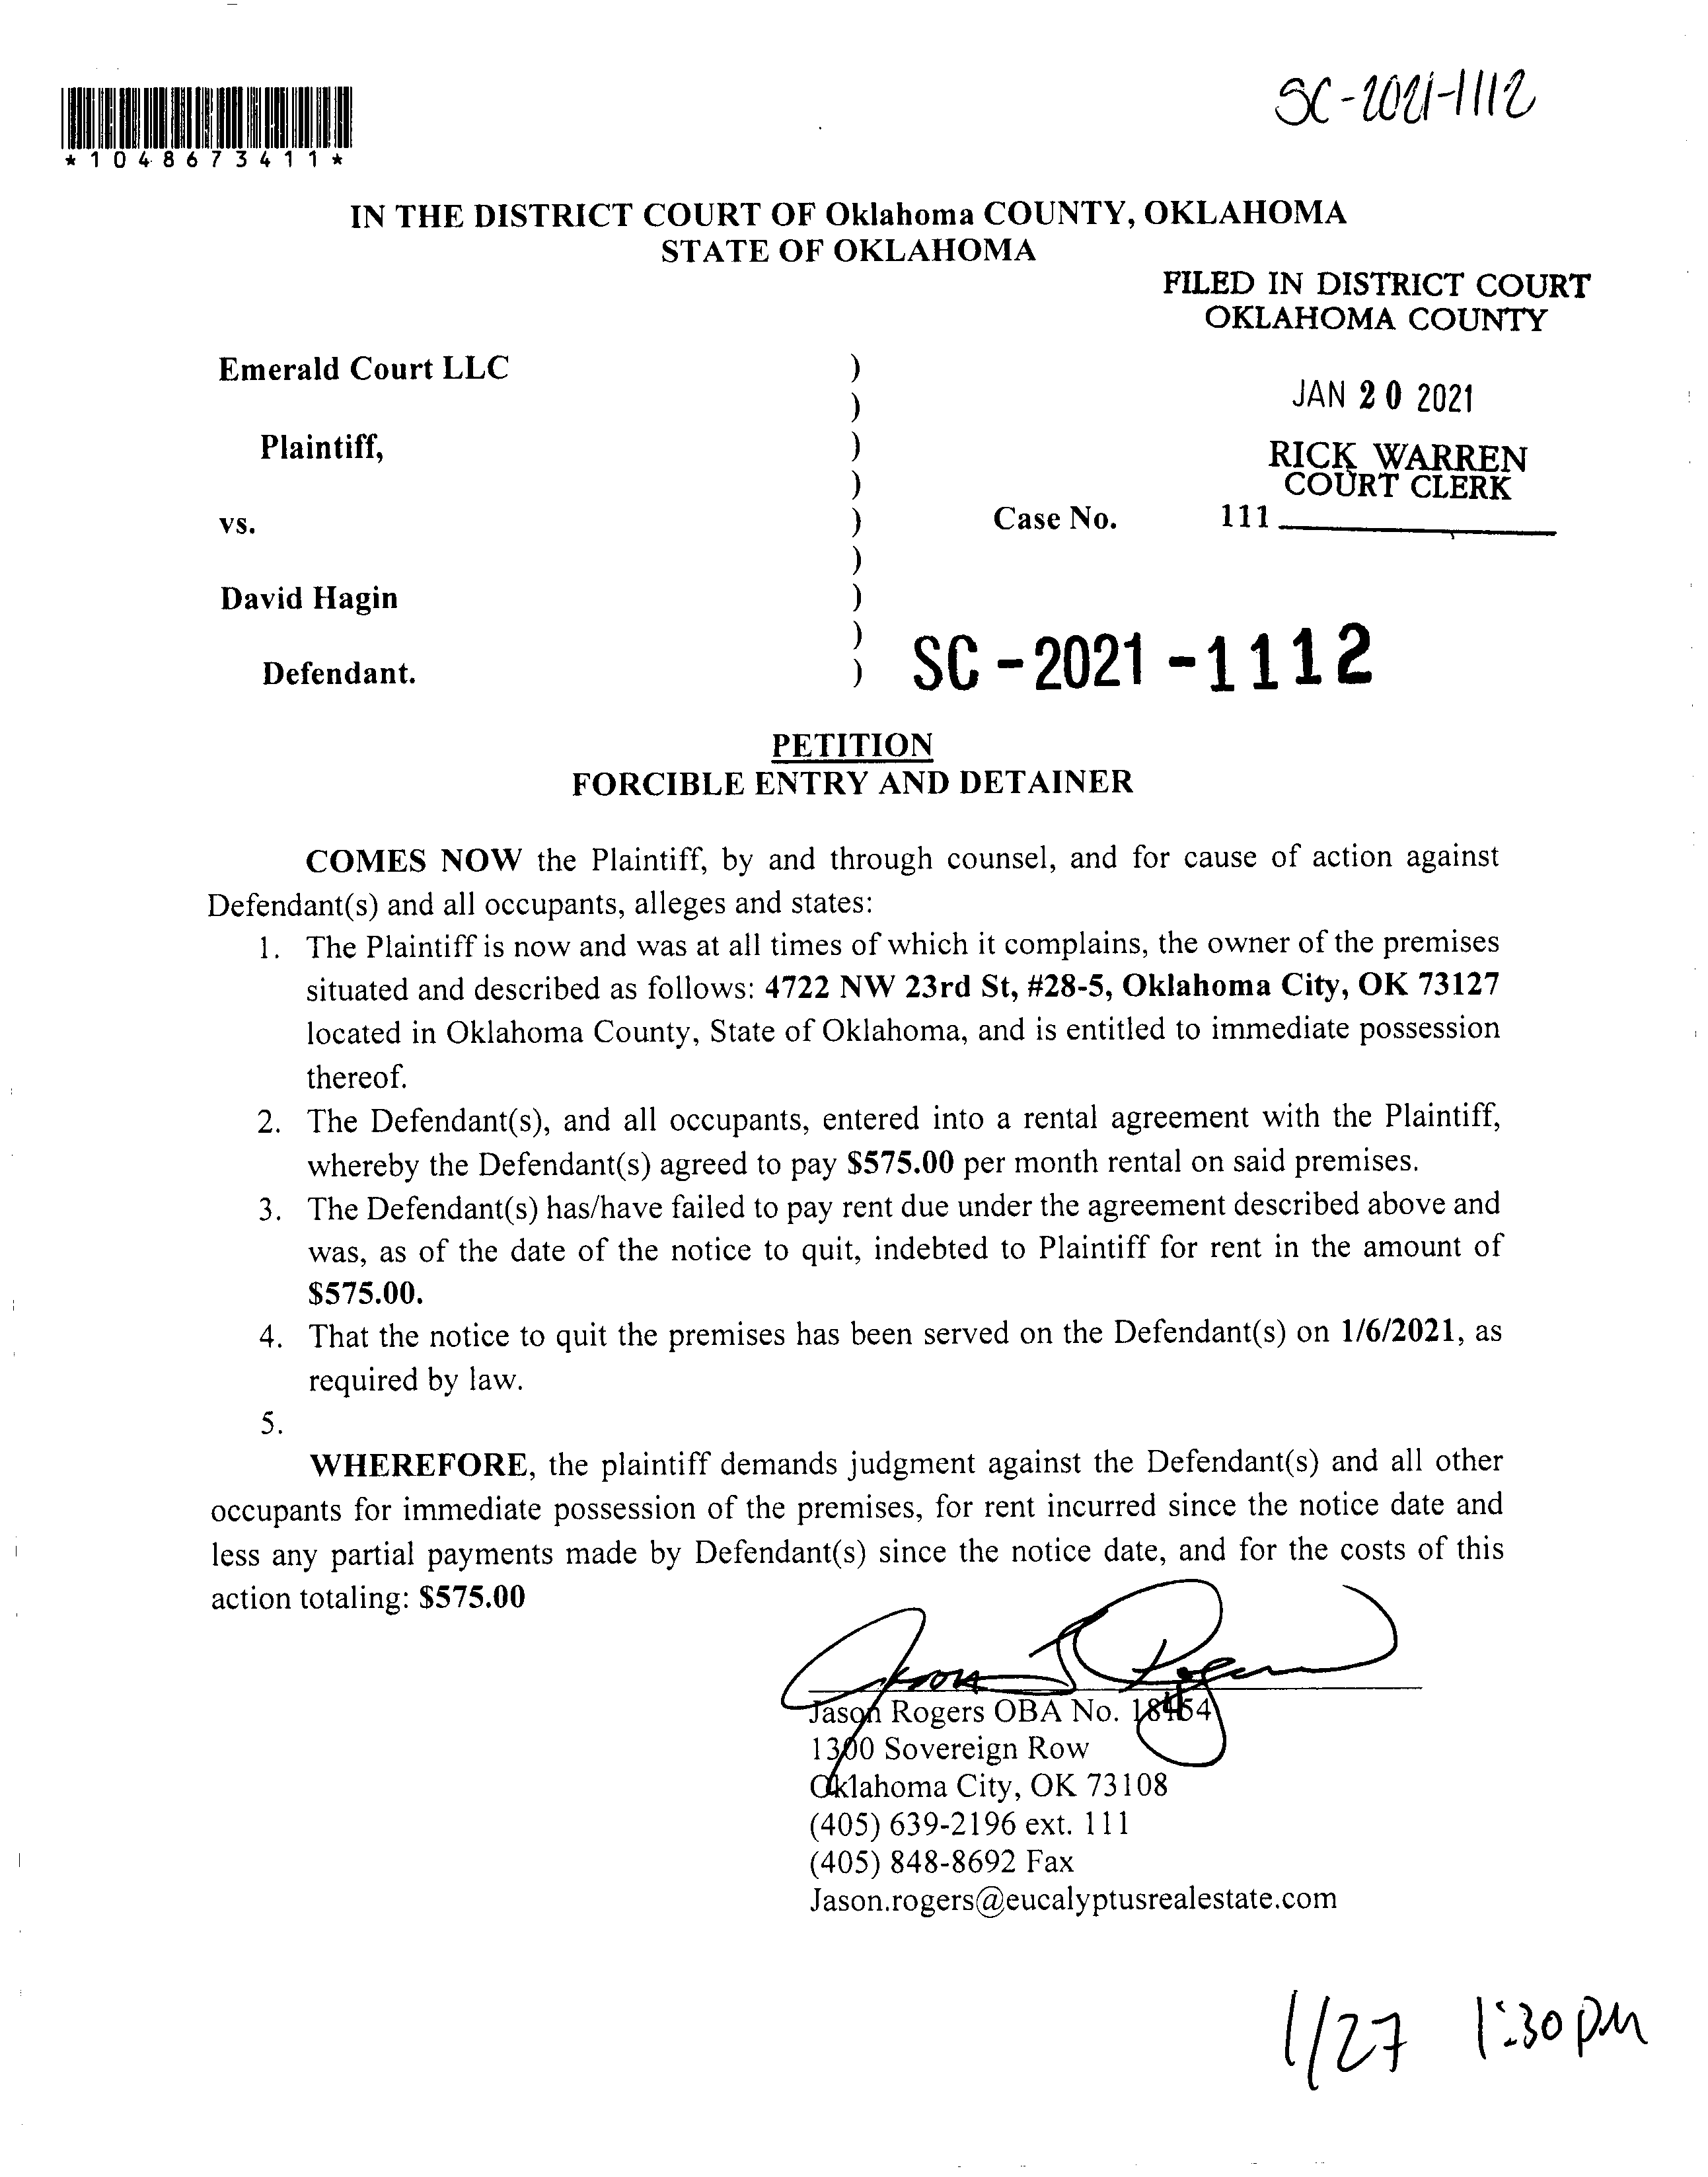 SC-2021-1112
*1048673411*
IN THE DISTRICT COURT OF Oklahoma COUNTY, OKLAHOMA
STATE OF OKLAHOMA
FILED IN DISTRICT COURT
OKLAHOMA COUNTY
Emerald Court LLC )
)
JAN 20 2021
Plaintiff, )
RICK WARREN
COURT CLERK
)
vs. ) Case No. 111
)
David Hagin )
)
SC-2021-1112
Defendant. )
PETITION
FORCIBLE ENTRY AND DETAINER
COMES NOW the Plaintiff, by and through counsel, and for cause of action against
Defendant(s) and all occupants, alleges and states:
1. The Plaintiff is now and was at all times of which it complains, the owner of the premises
situated and described as follows: 4722 NW 23rd St, #28-5, Oklahoma City, OK 73127
located in Oklahoma County, State of Oklahoma, and is entitled to immediate possession
thereof.
2. The Defendant(s), and all occupants, entered into a rental agreement with the Plaintiff,
whereby the Defendant(s) agreed to pay $575.00 per month rental on said premises.
3. The Defendant(s) has/have failed to pay rent due under the agreement described above and
was, as of the date of the notice to quit, indebted to Plaintiff for rent in the amount of
$575.00.
4. That the notice to quit the premises has been served on the Defendant(s) on 1/6/2021, as
required by law.
5.
WHEREFORE, the plaintiff demands judgment against the Defendant(s) and all other
occupants for immediate possession of the premises, for rent incurred since the notice date and
less any partial payments made by Defendant(s) since the notice date, and for the costs of this
action totaling: $575.00
Jason Rogers OBA No.
1300 Sovereign Row
Oklahoma City, OK 73108
(405) 639-2196 ext. 111
(405) 848-8692 Fax
Jason.rogers@eucalyptusrealestate.com
1/27 1:30 PM